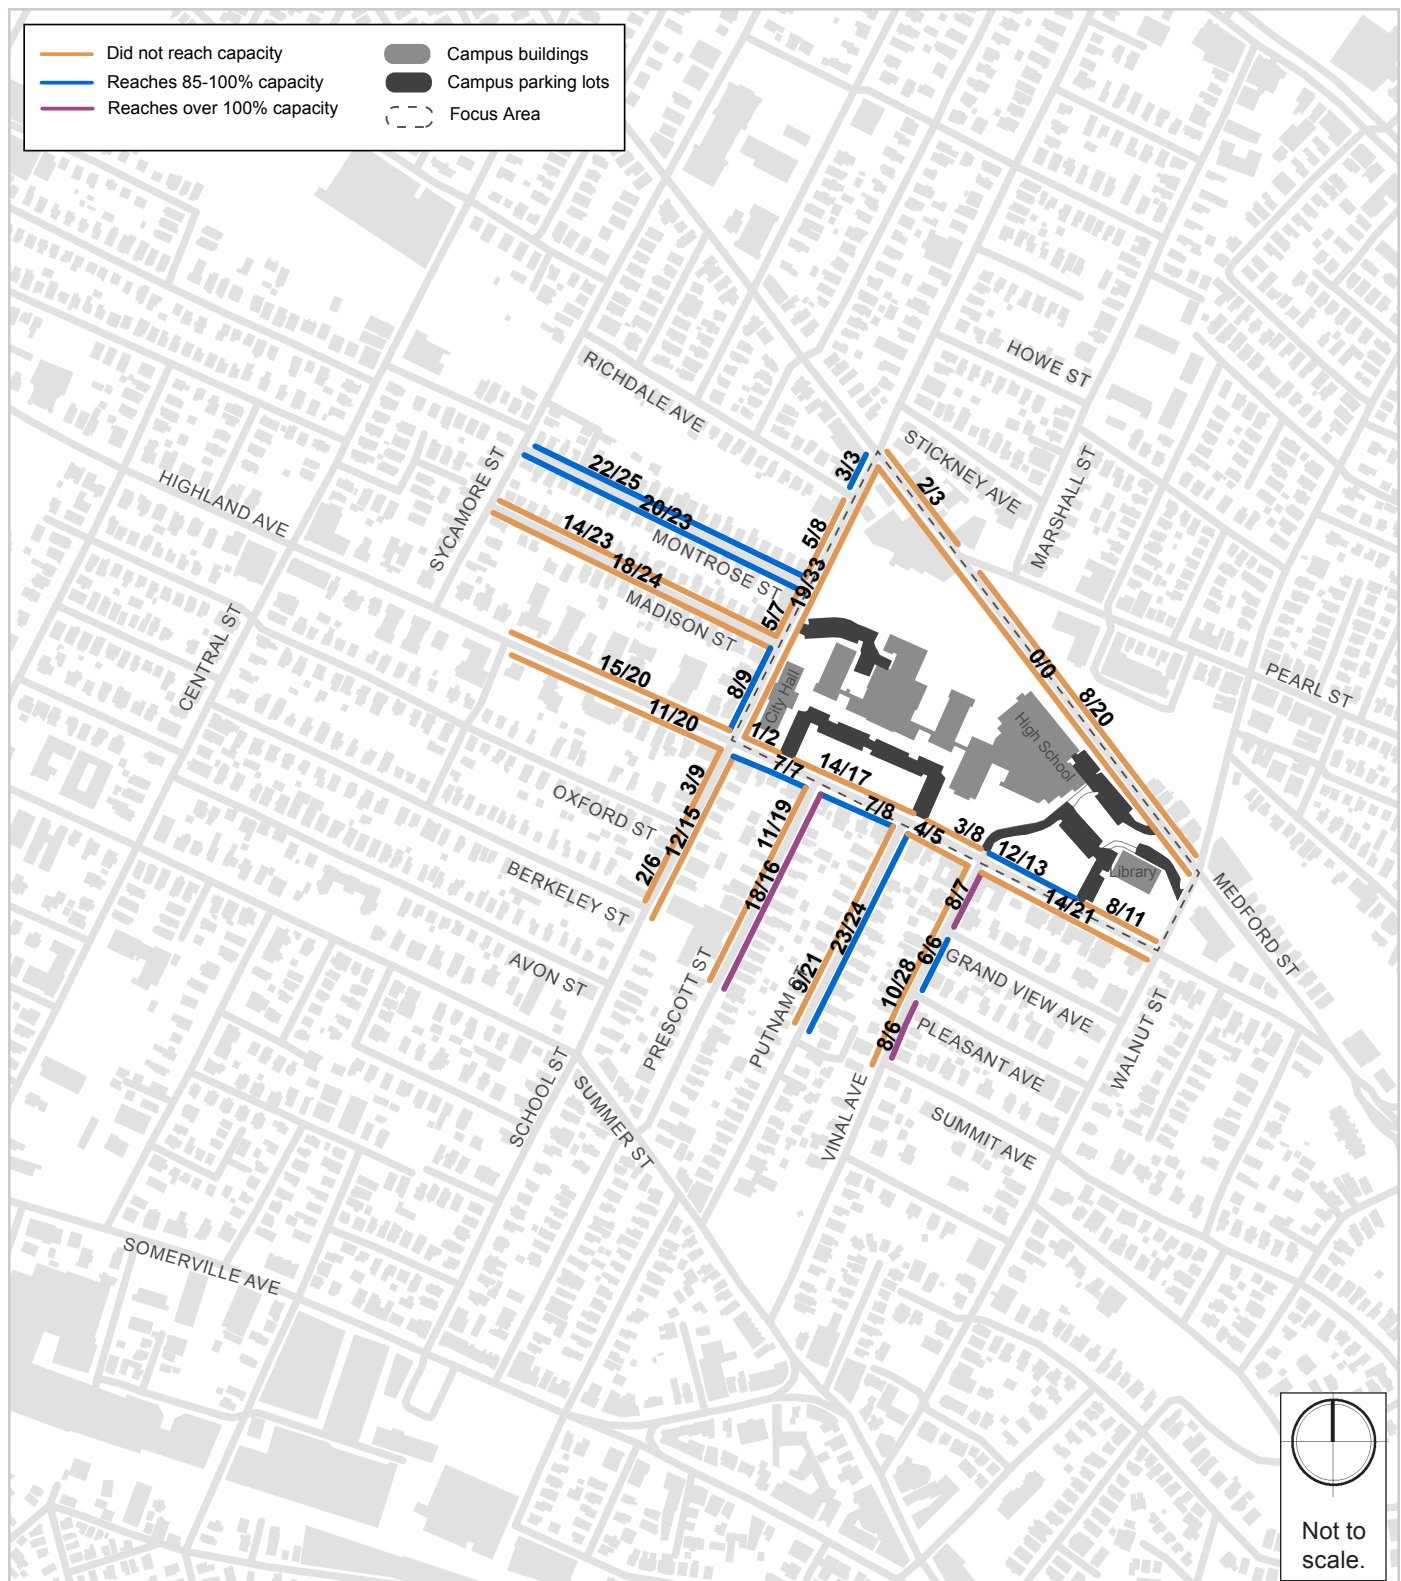 Did not reach capacity
Reaches 85-100% capacity
Reaches over 100% capacity
Campus buildings
Campus parking lots
Focus Area
HOWE ST
RICHDALE AVE
STICKNEY AVE
MARSHALL ST
SYCAMORE ST
HIGHLAND AVE
3/3
2/3
22/25
20/23
5/8
14/23
18/24
MONTROSE ST
19/33
5/7
MADISON ST
CENTRAL ST
0/0
8/20
PEARL ST
15/20
11/20
8/9
City Hall
High School
1/2
7/7
14/17
3/9
OXFORD ST
12/15
2/6
11/19
18/16
7/8
4/5
3/8
12/13
Library
8/11
14/21
MEDFORD ST
BERKELEY ST
8/7
23/24
9/21
6/6
10/28
8/6
GRAND VIEW AVE
AVON ST
PRESCOTT ST
PUTNAM ST
PLEASANT AVE
WALNUT ST
SCHOOL ST
SUMMER ST
VINAL AVE
SUMMIT AVE
SOMERVILLE AVE
Not to
scale.